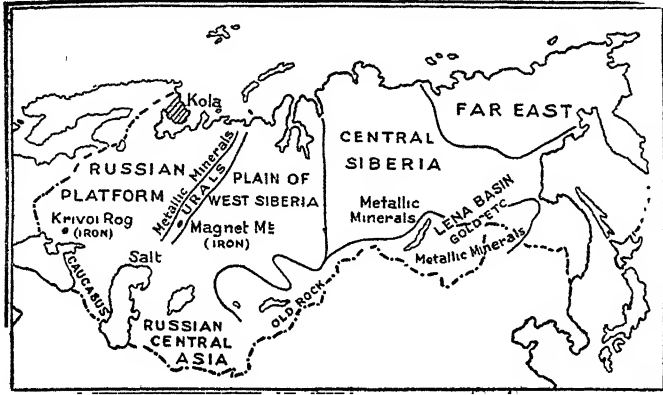 Kola
FAR EAST
CENTRAL
SIBERIA
RUSSIAN
PLATFORM
Metallic Minerals
URALS
PLAIN OF
WEST SIBERIA
Krivoi Rog
(IRON)
Magnet Mt
(IRON)
Metallic
Minerals
LENA BASIN
GOLD-ETC
Metallic Minerals
Salt
CAUCASUS
OLD ROCK
RUSSIAN
CENTRAL
ASIA